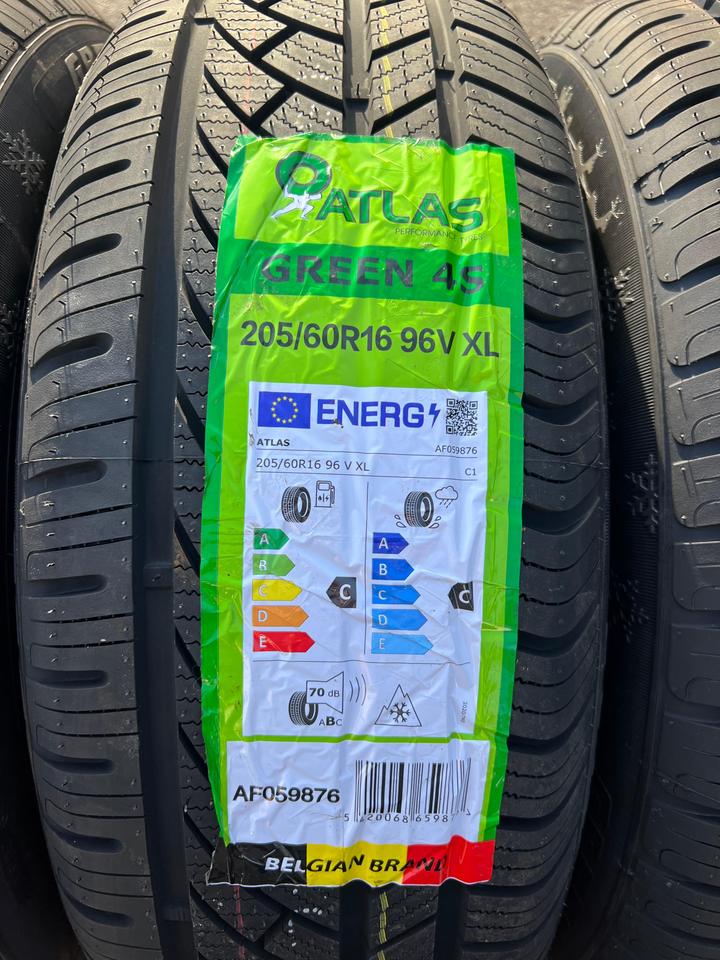 ATLAS
PERFORMANCE TYRES
GREEN 4S
205/60R16 96V XL
ENERG
ATLAS AF059876
205/60R16 96 V XL C1
A A
B B
C C C C
D D
E E
70 dB
ABC
AF059876
BELGIAN BRAND